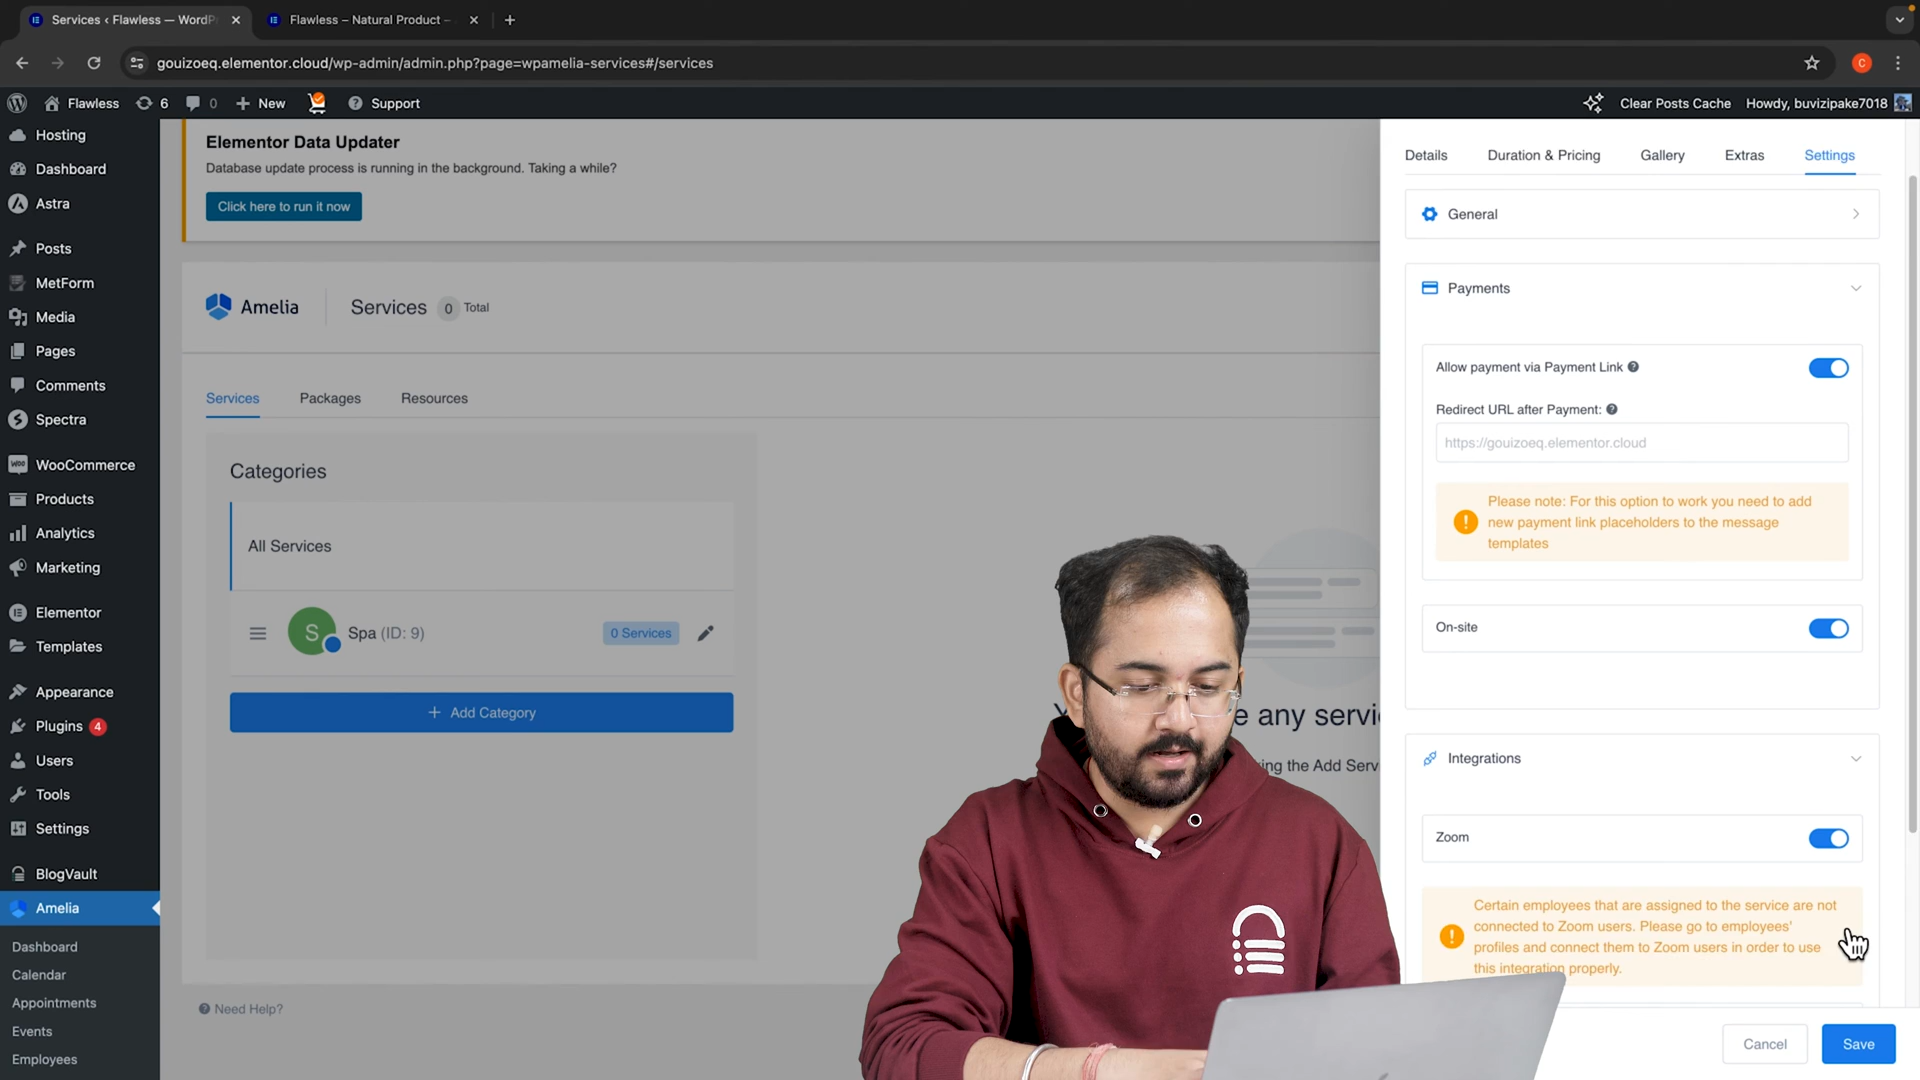 Services ‹ Flawless — WordPr
Flawless – Natural Product –
gouizoeq.elementor.cloud/wp-admin/admin.php?page=wpamelia-services#/services
C
Flawless
6
0
New
Support
Clear Posts Cache
Howdy, buvizipake7018
Hosting
Dashboard
Astra
Posts
MetForm
Media
Pages
Comments
Spectra
WooCommerce
Products
Analytics
Marketing
Elementor
Templates
Appearance
Plugins 4
Users
Tools
Settings
BlogVault
Amelia
Dashboard
Calendar
Appointments
Events
Employees
Elementor Data Updater
Database update process is running in the background. Taking a while?
Click here to run it now
Amelia
Services 0 Total
Services
Packages
Resources
Categories
All Services
S
Spa (ID: 9)
0 Services
+ Add Category
e any servi
ing the Add Serv
Need Help?
Details
Duration & Pricing
Gallery
Extras
Settings
General
Payments
Allow payment via Payment Link
Redirect URL after Payment:
https://gouizoeq.elementor.cloud
Please note: For this option to work you need to add
new payment link placeholders to the message
templates
On-site
Integrations
Zoom
Certain employees that are assigned to the service are not
connected to Zoom users. Please go to employees'
profiles and connect them to Zoom users in order to use
this integration properly.
Cancel
Save